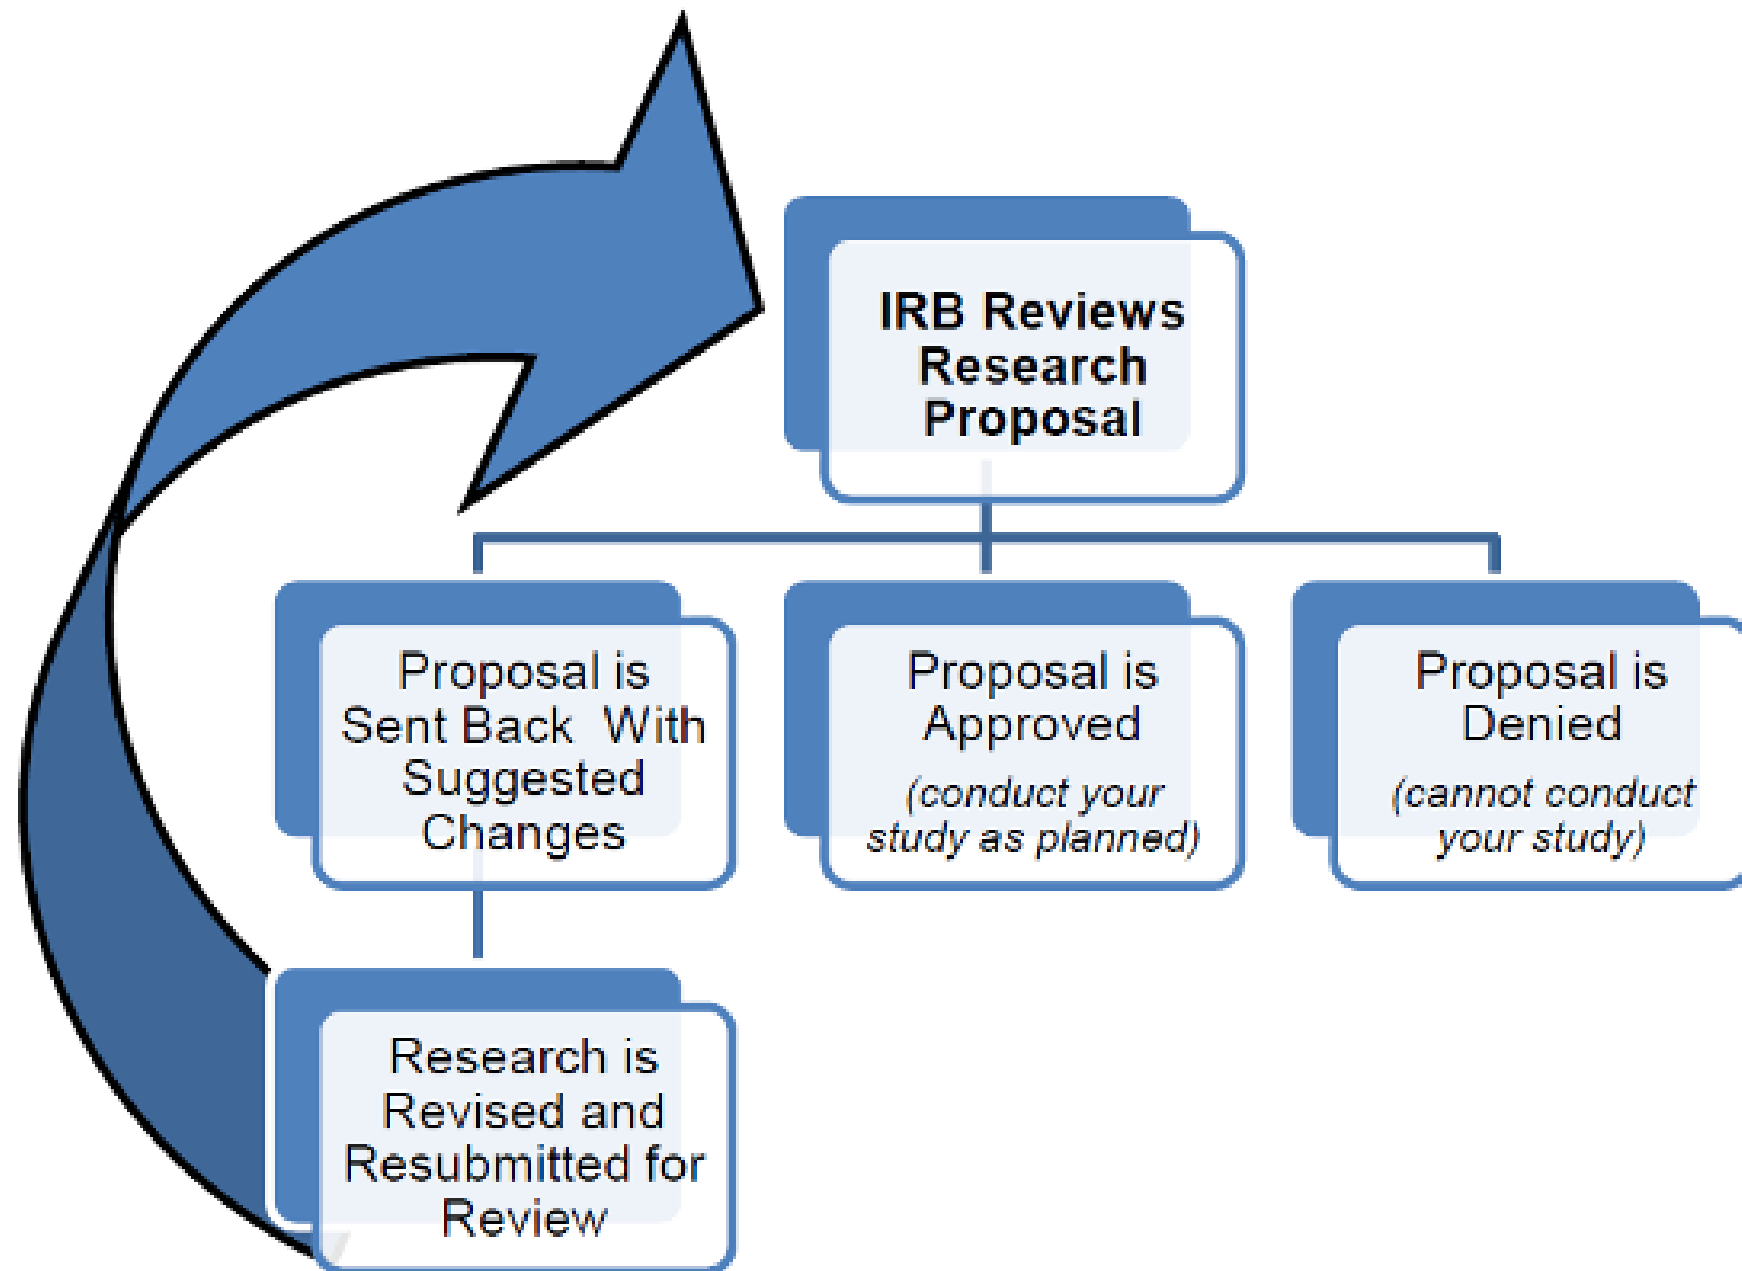 IRB Reviews
Research
Proposal
Proposal is
Sent Back  With
Suggested
Changes
Proposal is
Approved
(conduct your
study as planned)
Proposal is
Denied
(cannot conduct
your study)
Research is
Revised and
Resubmitted for
Review